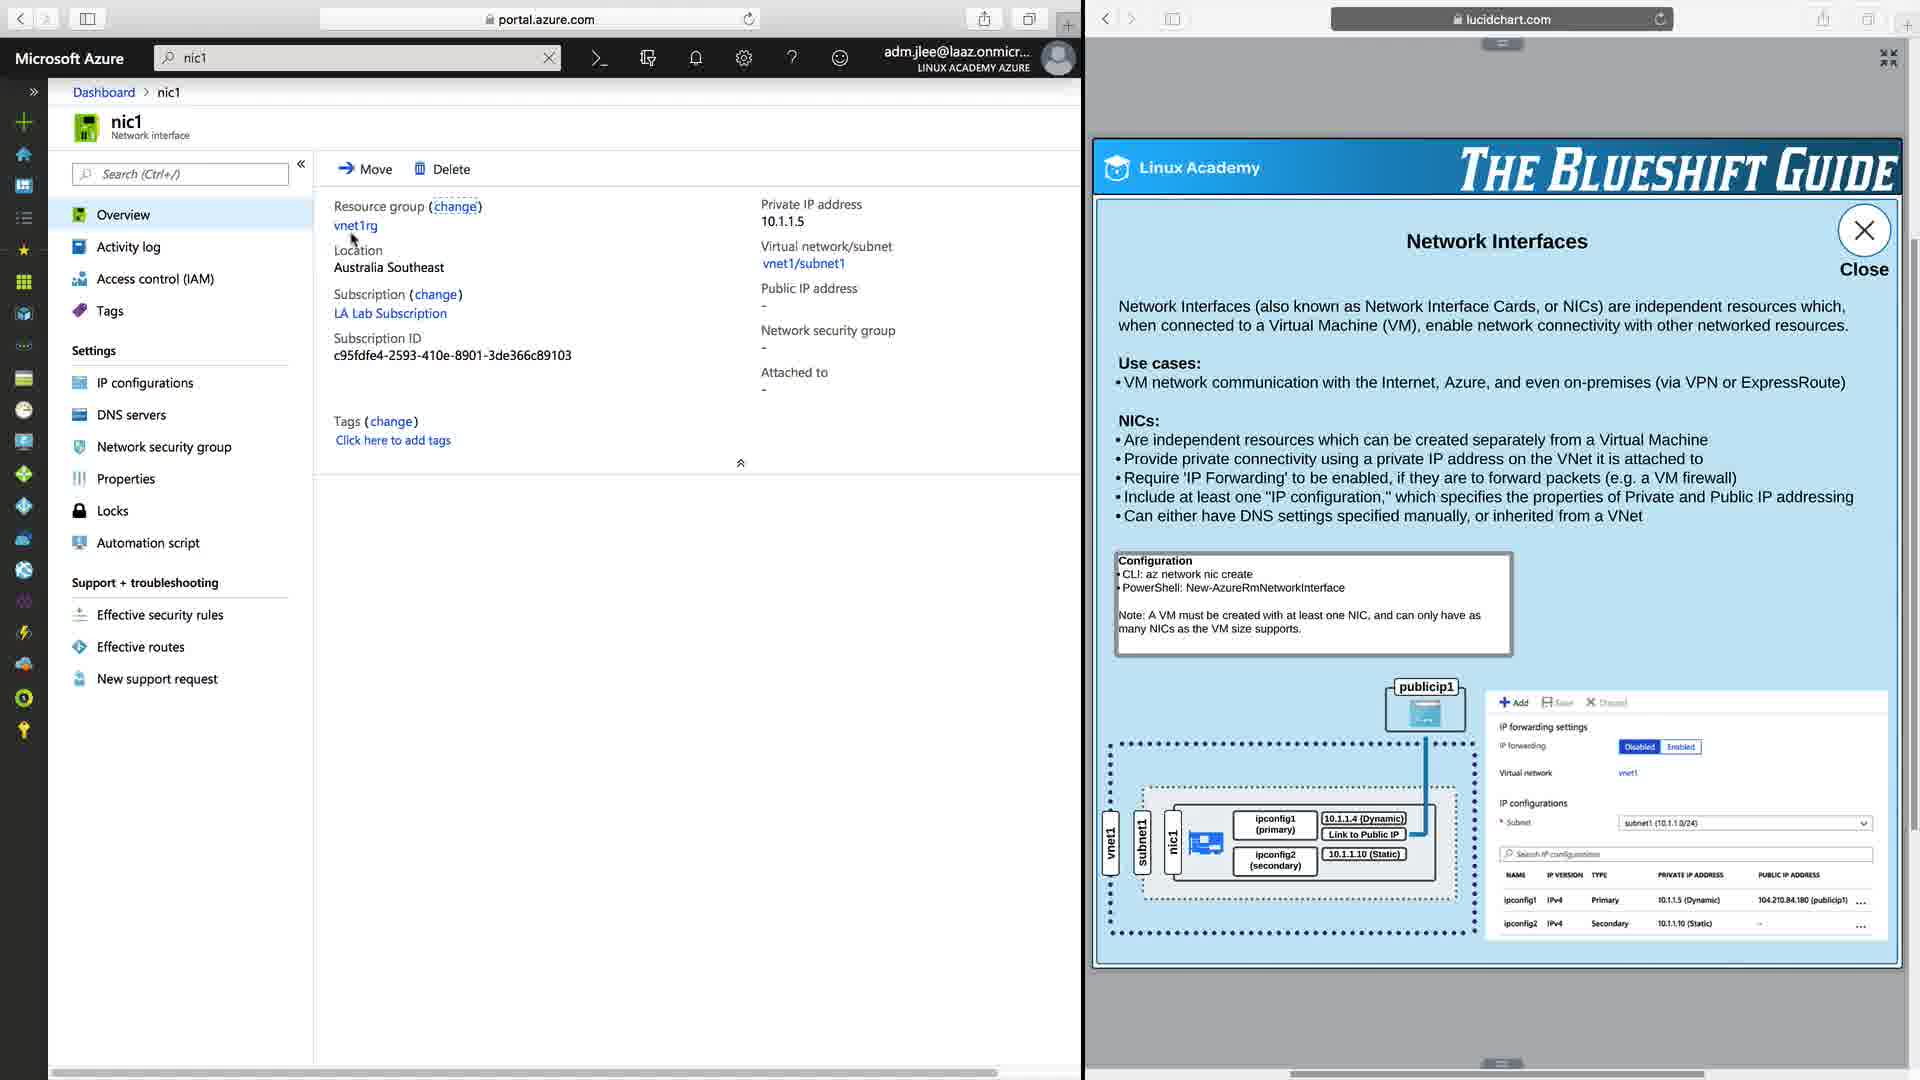 portal.azure.com
Microsoft Azure
nic1
adm.jlee@laaz.onmicr...
LINUX ACADEMY AZURE
Dashboard > nic1
nic1
Network interface
Search (Ctrl+/)
Overview
Activity log
Access control (IAM)
Tags
Settings
IP configurations
DNS servers
Network security group
Properties
Locks
Automation script
Support + troubleshooting
Effective security rules
Effective routes
New support request
Move
Delete
Resource group (change)
vnet1rg
Location
Australia Southeast
Subscription (change)
LA Lab Subscription
Subscription ID
c95fdfe4-2593-410e-8901-3de366c89103
Tags (change)
Click here to add tags
Private IP address
10.1.1.5
Virtual network/subnet
vnet1/subnet1
Public IP address
-
Network security group
-
Attached to
-
lucidchart.com
Linux Academy
THE BLUESHIFT GUIDE
Network Interfaces
Close
Network Interfaces (also known as Network Interface Cards, or NICs) are independent resources which,
when connected to a Virtual Machine (VM), enable network connectivity with other networked resources.
Use cases:
• VM network communication with the Internet, Azure, and even on-premises (via VPN or ExpressRoute)
NICs:
• Are independent resources which can be created separately from a Virtual Machine
• Provide private connectivity using a private IP address on the VNet it is attached to
• Require 'IP Forwarding' to be enabled, if they are to forward packets (e.g. a VM firewall)
• Include at least one "IP configuration," which specifies the properties of Private and Public IP addressing
• Can either have DNS settings specified manually, or inherited from a VNet
Configuration
• CLI: az network nic create
• PowerShell: New-AzureRmNetworkInterface
Note: A VM must be created with at least one NIC, and can only have as
many NICs as the VM size supports.
publicip1
vnet1
subnet1
nic1
ipconfig1
(primary)
10.1.1.4 (Dynamic)
Link to Public IP
ipconfig2
(secondary)
10.1.1.10 (Static)
Add Save Discard
IP forwarding settings
IP forwarding Disabled Enabled
Virtual network vnet1
IP configurations
* Subnet subnet1 (10.1.1.0/24)
Search IP configurations
NAME IP VERSION TYPE PRIVATE IP ADDRESS PUBLIC IP ADDRESS
ipconfig1 IPv4 Primary 10.1.1.5 (Dynamic) 104.210.84.180 (publicip1) ...
ipconfig2 IPv4 Secondary 10.1.1.10 (Static) - ...